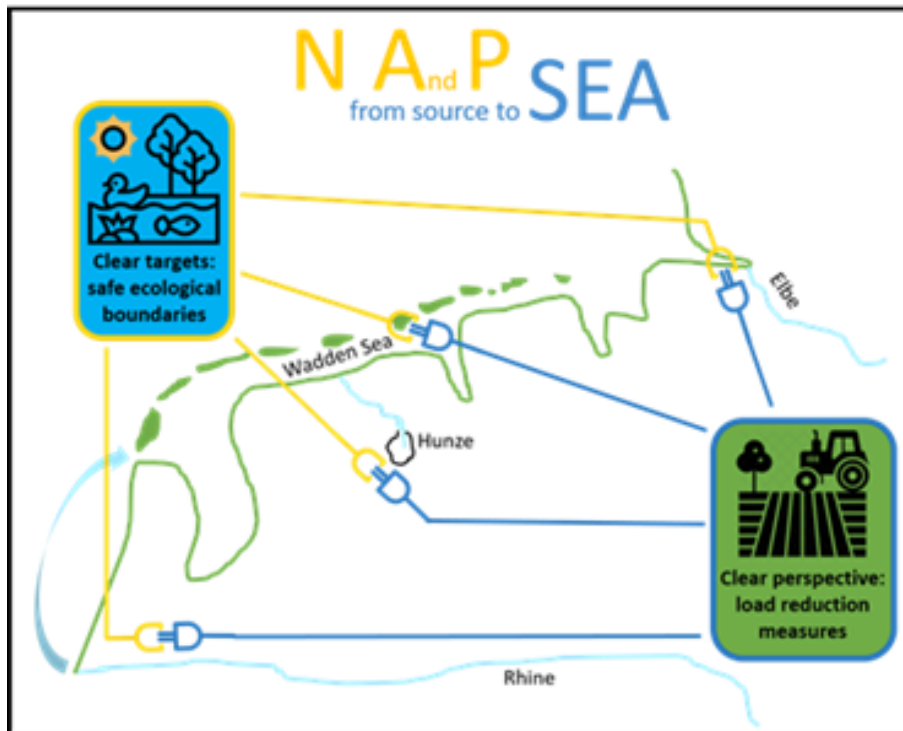 N And P
from source to SEA
Clear targets:
safe ecological
boundaries
Elbe
Wadden Sea
Hunze
Clear perspective:
load reduction
measures
Rhine